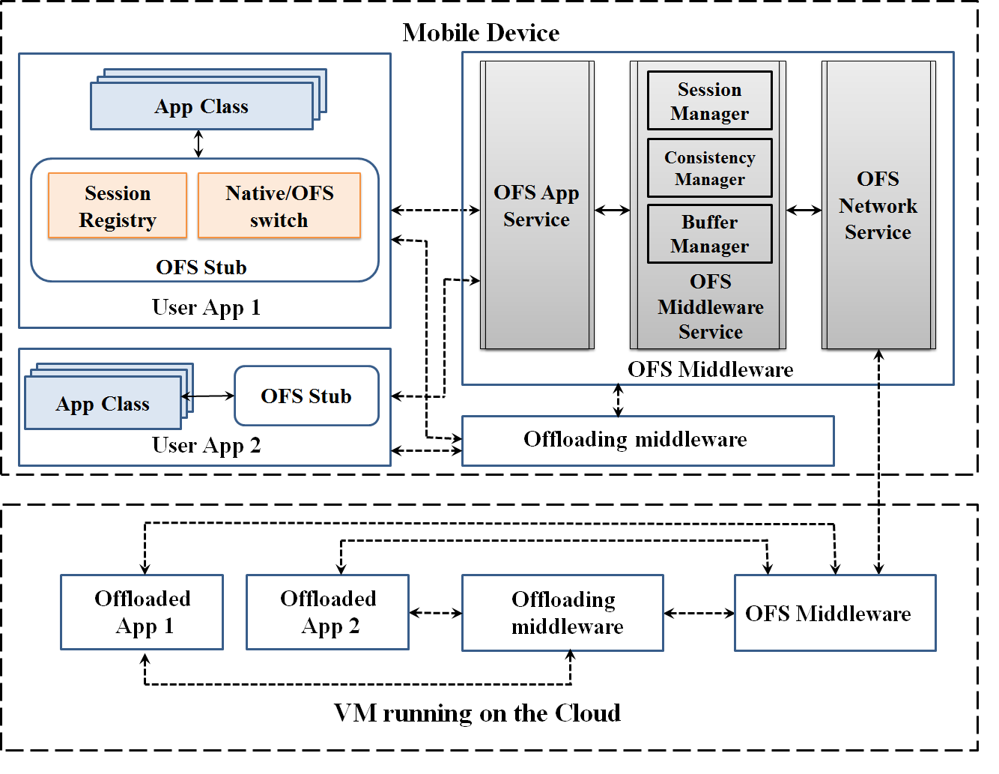 Mobile Device
App Class
Session
Registry
Native/OFS
switch
OFS Stub
User App 1
App Class
OFS Stub
User App 2
OFS App
Service
Session
Manager
Consistency
Manager
Buffer
Manager
OFS
Middleware
Service
OFS
Network
Service
OFS Middleware
Offloading middleware
Offloaded
App 1
Offloaded
App 2
Offloading
middleware
OFS Middleware
VM running on the Cloud